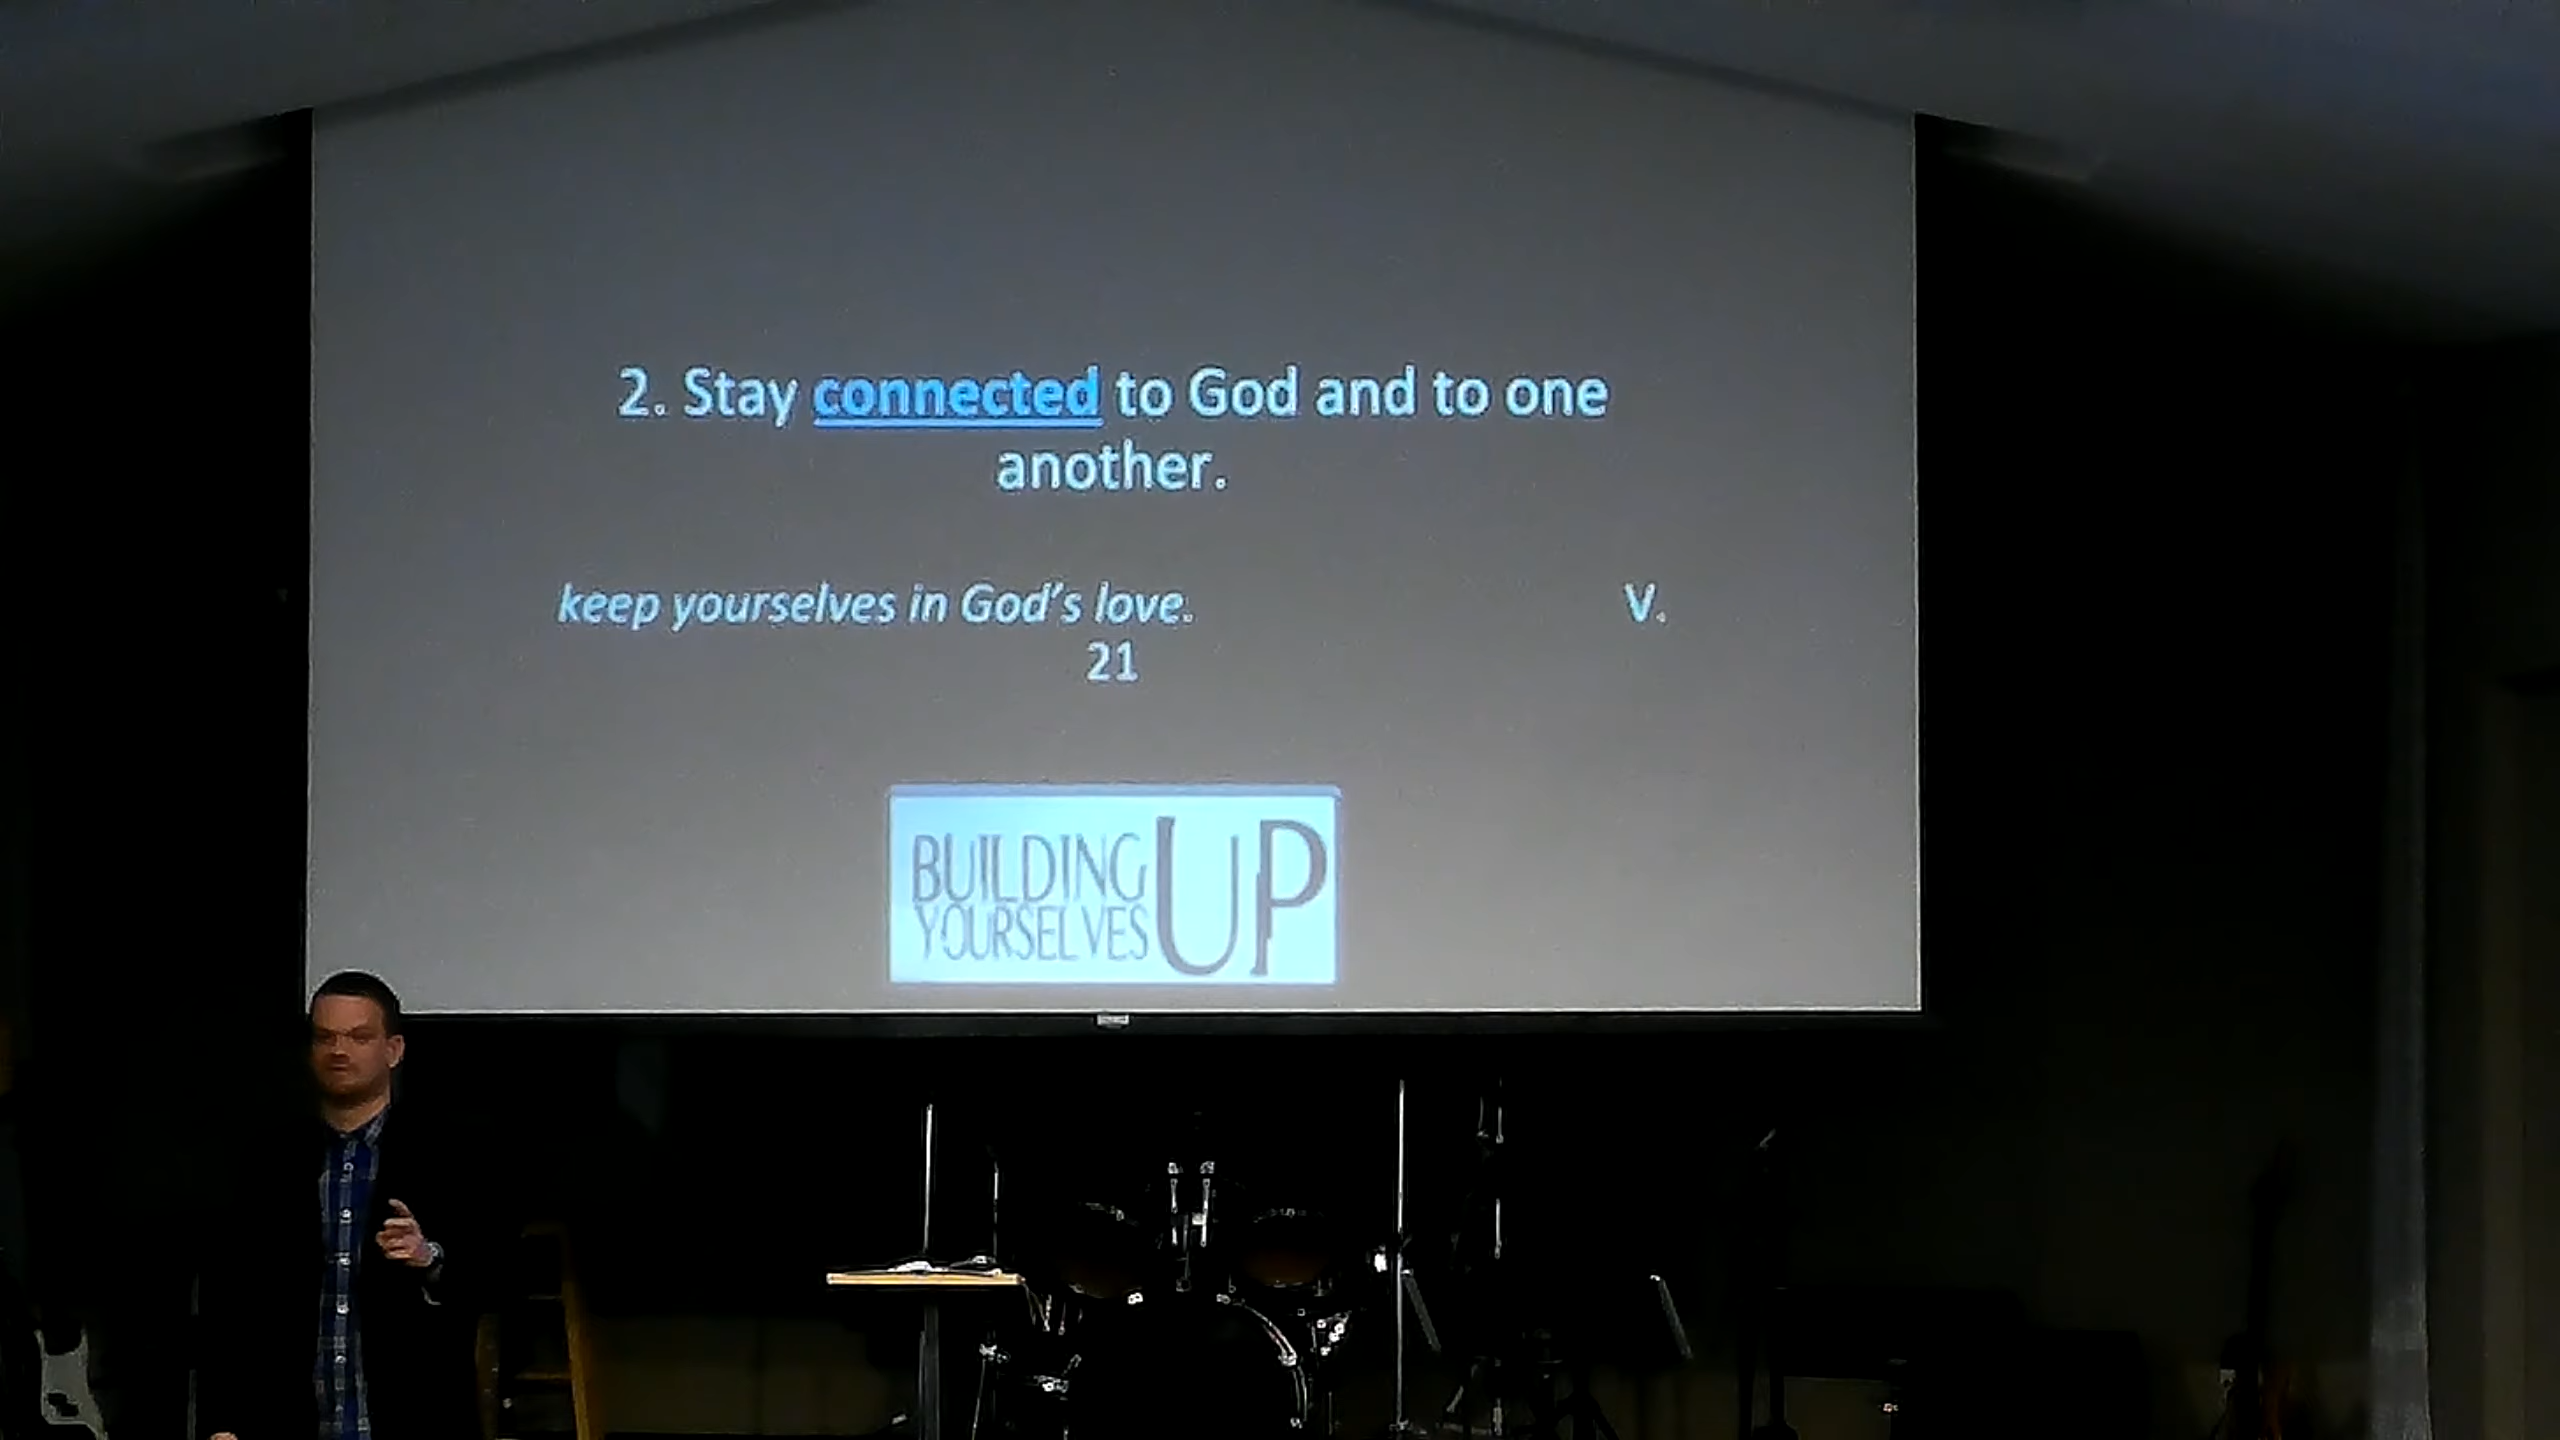 2. Stay connected to God and to one
another.
keep yourselves in God's love. V.
21
BUILDING
YOURSELVES UP